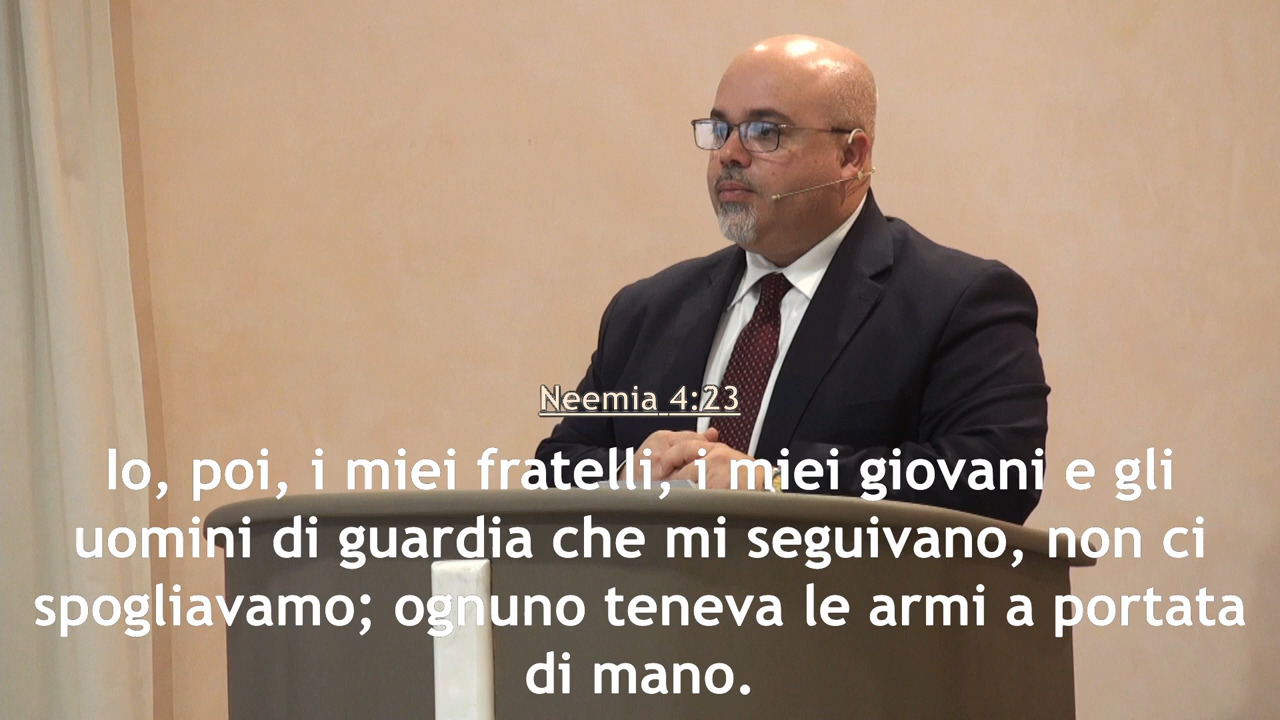 Neemia 4:23
Io, poi, i miei fratelli, i miei giovani e gli
uomini di guardia che mi seguivano, non ci
spogliavamo; ognuno teneva le armi a portata
di mano.